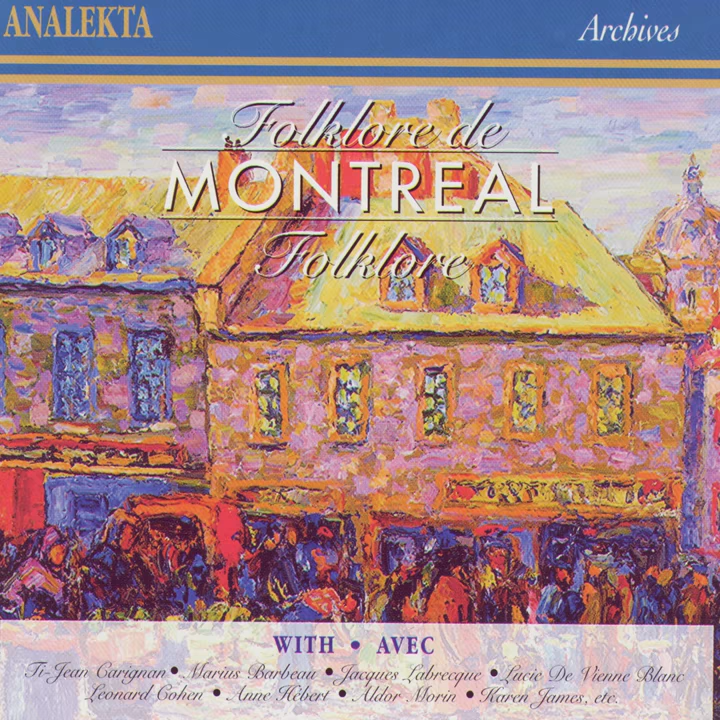 ANALEKTA
Archives
Folklore de
MONTREAL
Folklore
WITH • AVEC
Ti-Jean Carignan • Marius Barbeau • Jacques Labrecque • Lucie De Vienne Blanc
Leonard Cohen • Anne Hèbert • Aldor Morin • Karen James, etc.